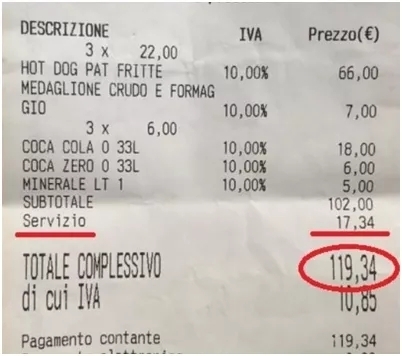 DESCRIZIONE IVA Prezzo(€)
3 x 22,00
HOT DOG PAT FRITTE 10,00% 66,00
MEDAGLIONE CRUDO E FORMAG
GIO 10,00% 7,00
3 x 6,00
COCA COLA 0 33L 10,00% 18,00
COCA ZERO 0 33L 10,00% 6,00
MINERALE LT 1 10,00% 5,00
SUBTOTALE 102,00
Servizio 17,34
TOTALE COMPLESSIVO 119,34
di cui IVA 10,85
Pagamento contante 119,34